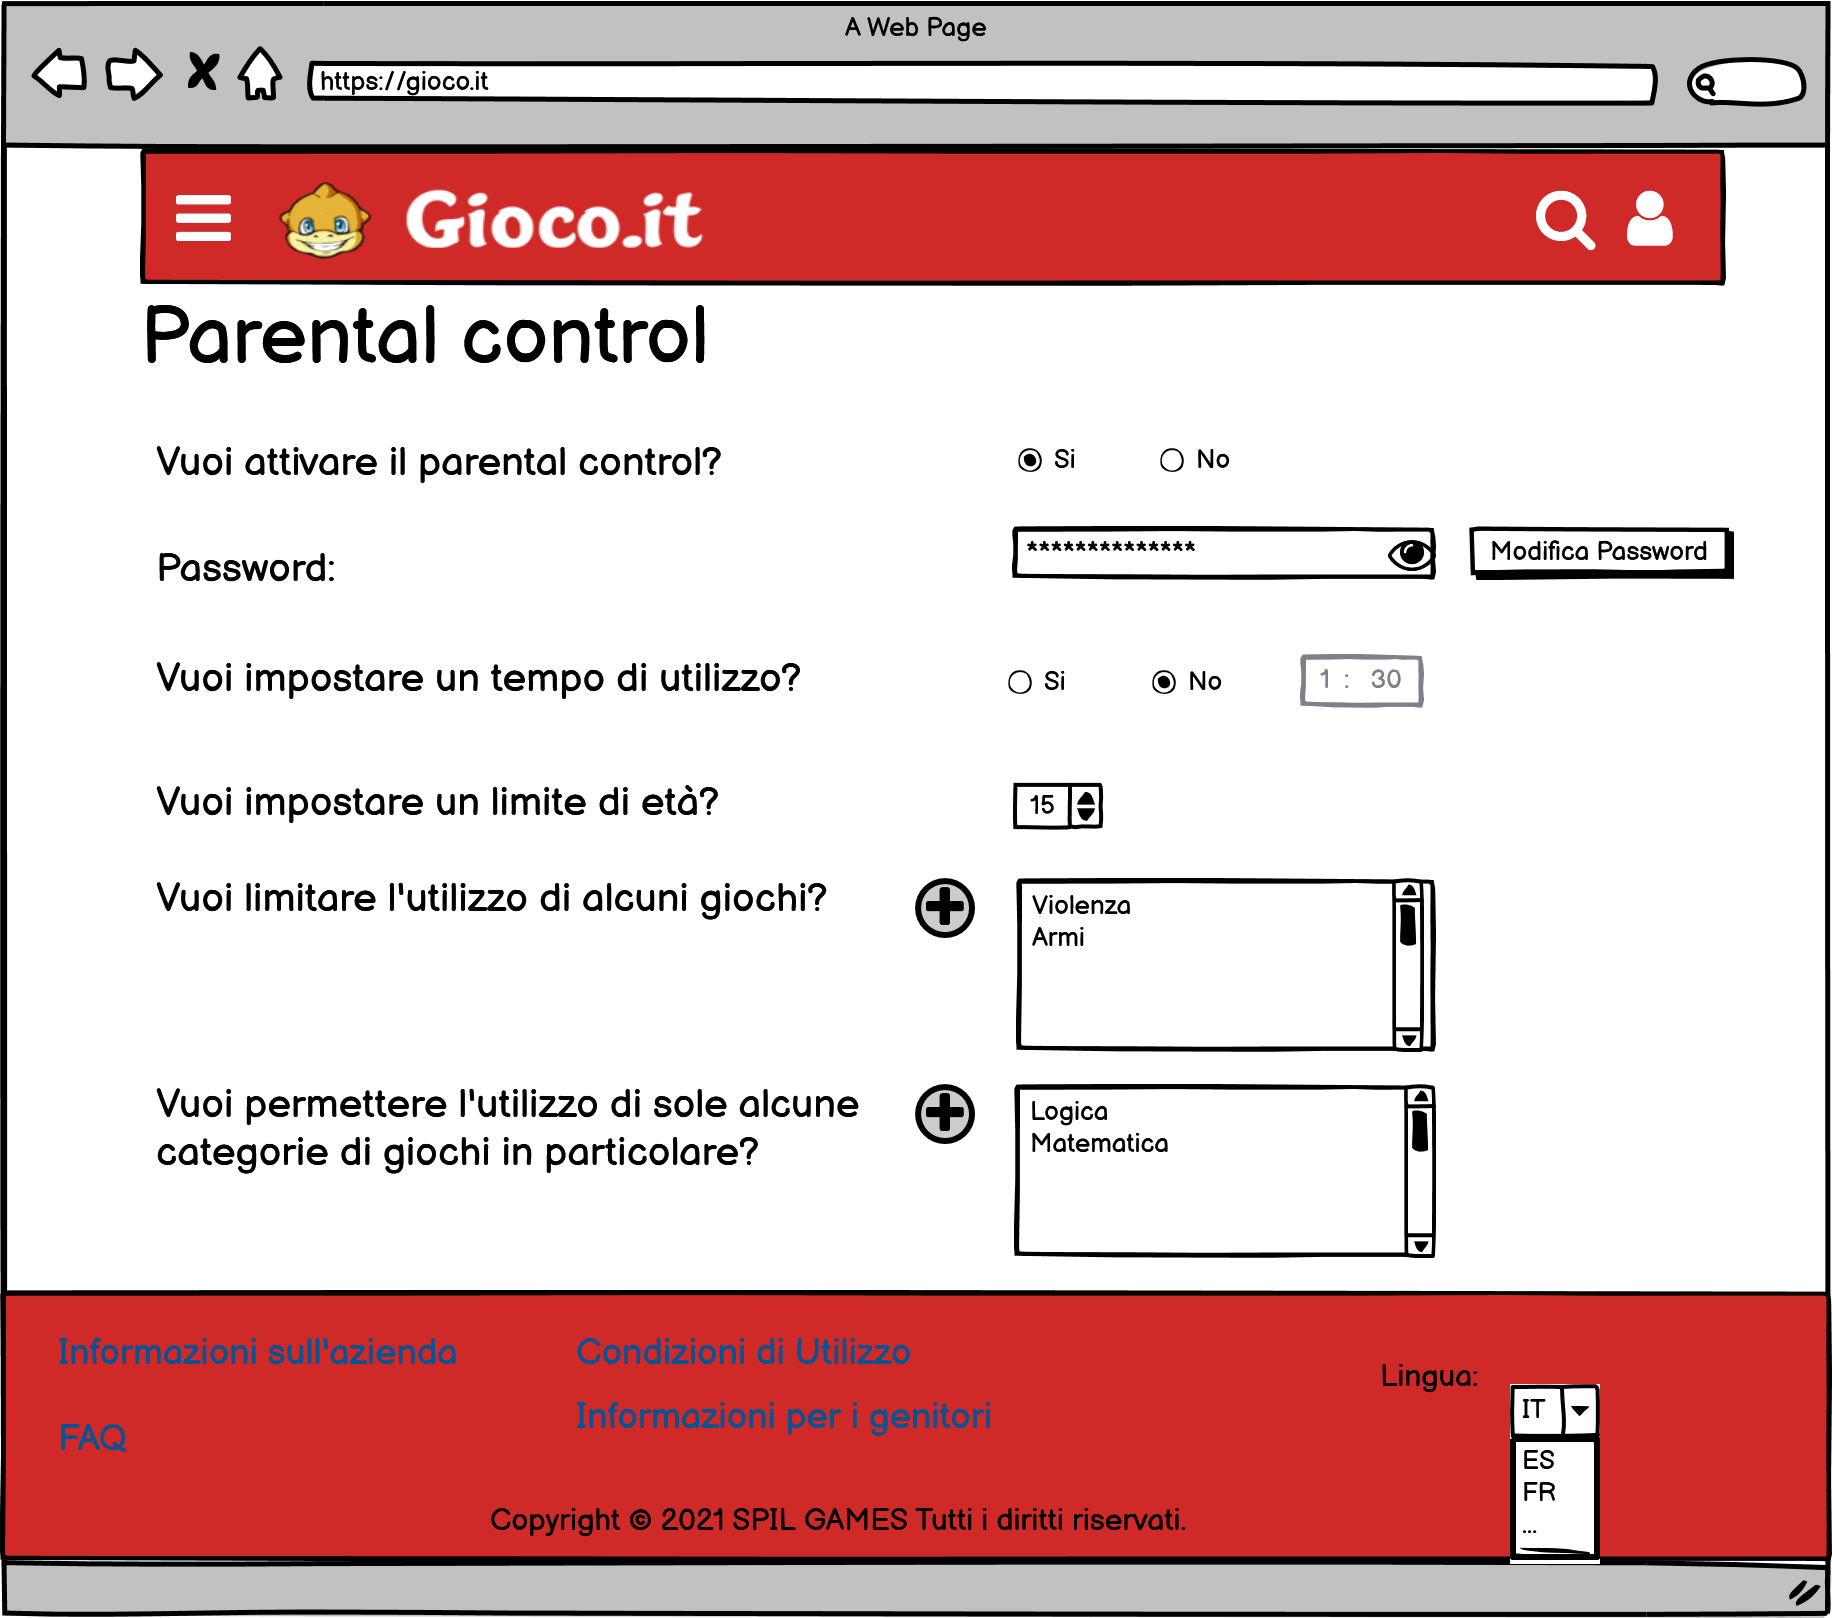 A Web Page
https://gioco.it
Gioco.it
Parental control
Vuoi attivare il parental control?
Si
No
Password:
**************
Modifica Password
Vuoi impostare un tempo di utilizzo?
Si
No
1 : 30
Vuoi impostare un limite di età?
15
Vuoi limitare l'utilizzo di alcuni giochi?
Violenza
Armi
Vuoi permettere l'utilizzo di sole alcune
categorie di giochi in particolare?
Logica
Matematica
Informazioni sull'azienda
Condizioni di Utilizzo
Lingua:
IT
Informazioni per i genitori
FAQ
ES
FR
...
Copyright © 2021 SPIL GAMES Tutti i diritti riservati.